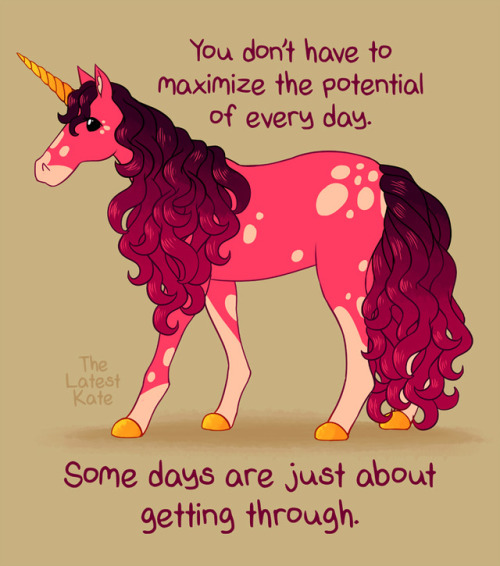 You don't have to
maximize the potential
of every day.
The
Latest
Kate
Some days are just about
getting through.